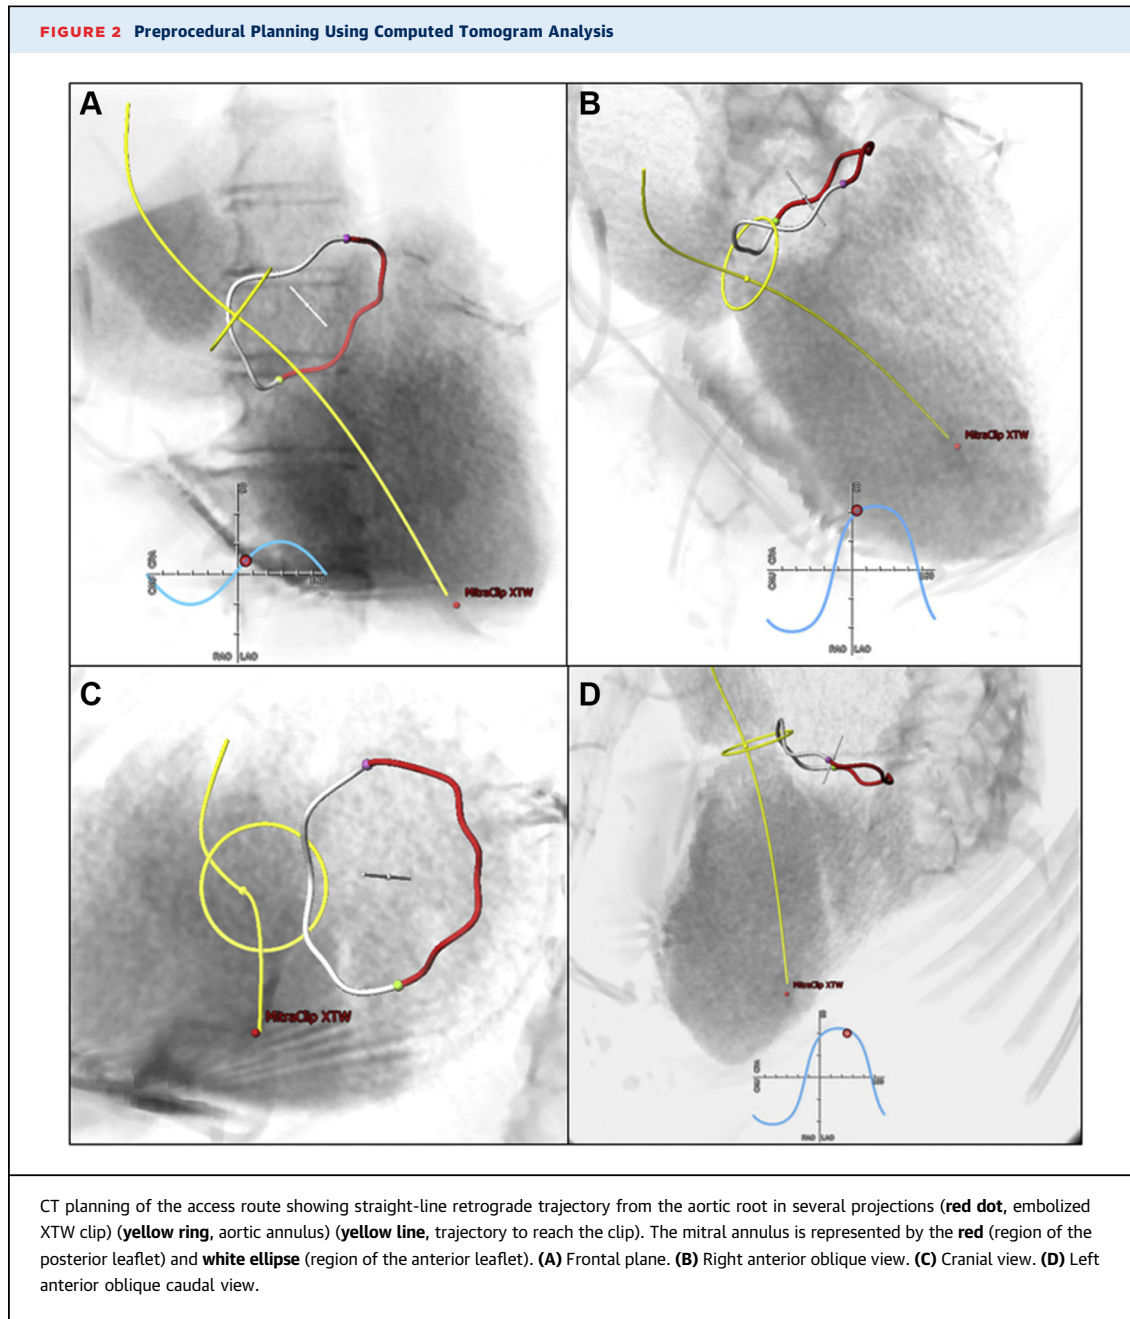 FIGURE 2 Preprocedural Planning Using Computed Tomogram Analysis
A
B
MitraClip XTW
MitraClip XTW
CRA
CAU
RAO LAO
RAO LAO
C
D
MitraClip XTW
MitraClip XTW
RAO LAO
CT planning of the access route showing straight-line retrograde trajectory from the aortic root in several projections (red dot, embolized
XTW clip) (yellow ring, aortic annulus) (yellow line, trajectory to reach the clip). The mitral annulus is represented by the red (region of the
posterior leaflet) and white ellipse (region of the anterior leaflet). (A) Frontal plane. (B) Right anterior oblique view. (C) Cranial view. (D) Left
anterior oblique caudal view.